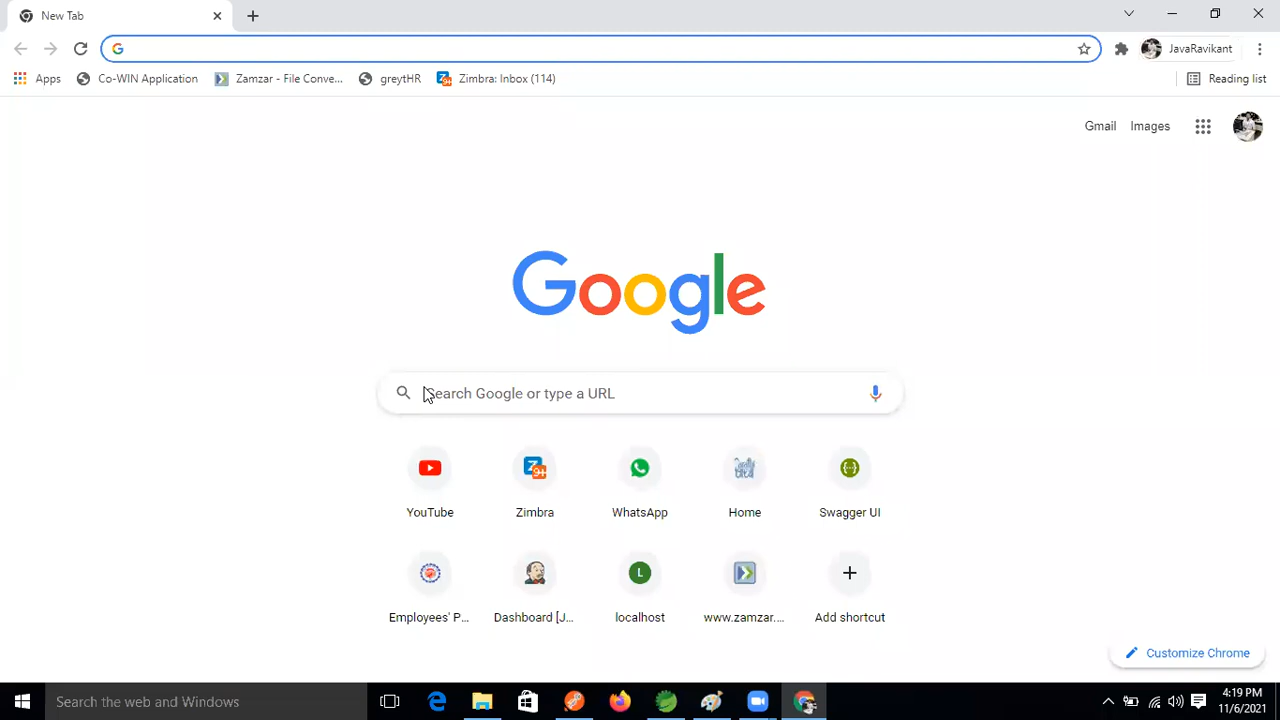 New Tab
JavaRavikant
Apps
Co-WIN Application
Zamzar - File Conve...
greytHR
Zimbra: Inbox (114)
Reading list
Gmail
Images
Google
Search Google or type a URL
YouTube
Zimbra
WhatsApp
Home
Swagger UI
Employees' P...
Dashboard [J...
L
localhost
www.zamzar....
Add shortcut
Customize Chrome
Search the web and Windows
4:19 PM
11/6/2021